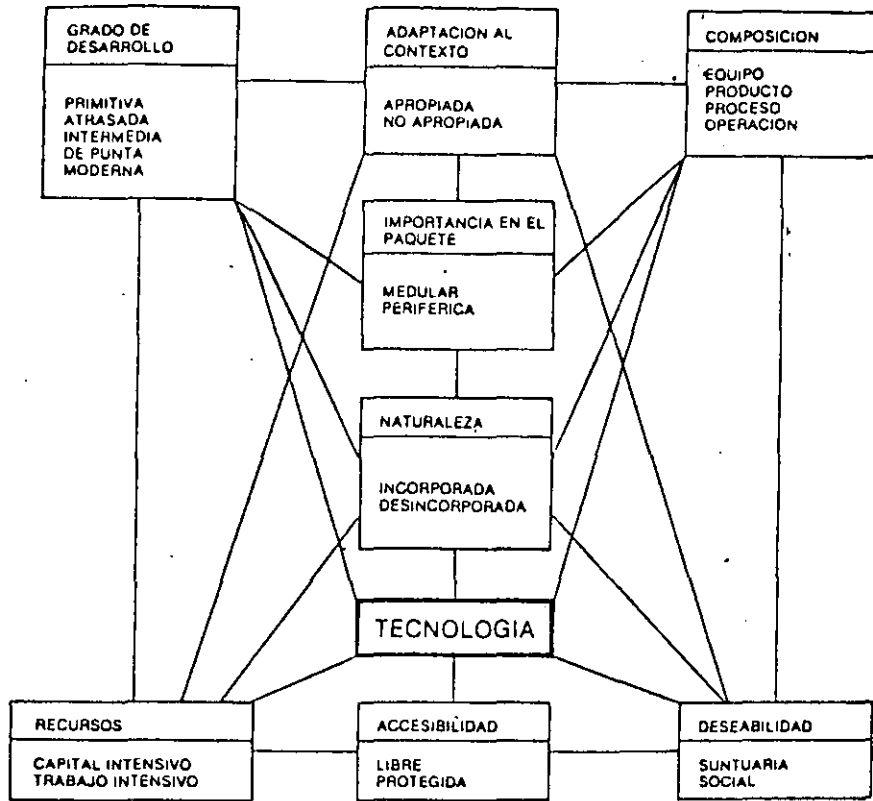 GRADO DE
DESARROLLO
PRIMITIVA
ATRASADA
INTERMEDIA
DE PUNTA
MODERNA
ADAPTACION AL
CONTEXTO
APROPIADA
NO APROPIADA
COMPOSICION
EQUIPO
PRODUCTO
PROCESO
OPERACION
IMPORTANCIA EN EL
PAQUETE
MEDULAR
PERIFERICA
NATURALEZA
INCORPORADA
DESINCORPORADA
TECNOLOGIA
RECURSOS
CAPITAL INTENSIVO
TRABAJO INTENSIVO
ACCESIBILIDAD
LIBRE
PROTEGIDA
DESEABILIDAD
SUNTUARIA
SOCIAL